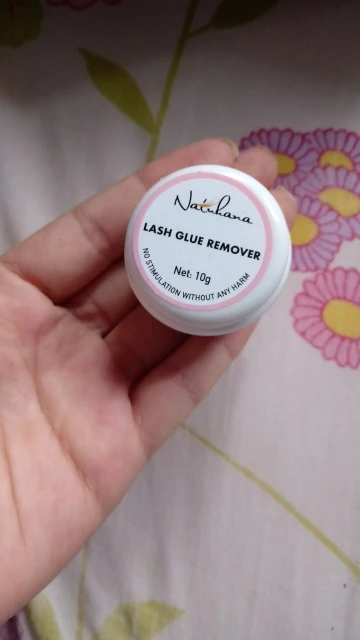 Natuhana
LASH GLUE REMOVER
Net: 10g
NO STIMULATION WITHOUT ANY HARM